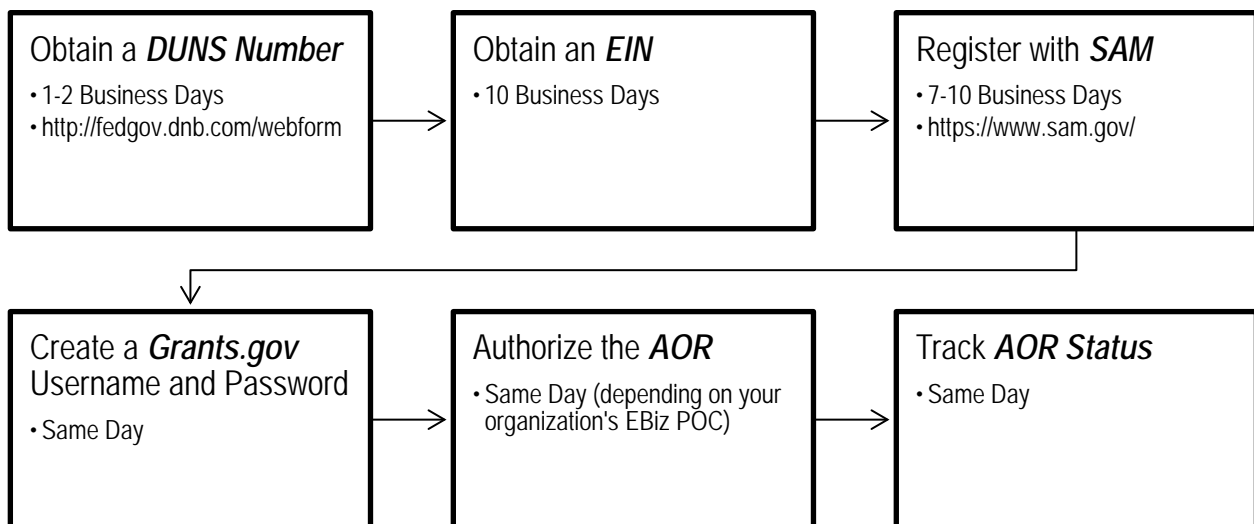 Obtain a DUNS Number
• 1-2 Business Days
• http://fedgov.dnb.com/webform
Obtain an EIN
• 10 Business Days
Register with SAM
• 7-10 Business Days
• https://www.sam.gov/
Create a Grants.gov
Username and Password
• Same Day
Authorize the AOR
• Same Day (depending on your
organization's EBiz POC)
Track AOR Status
• Same Day